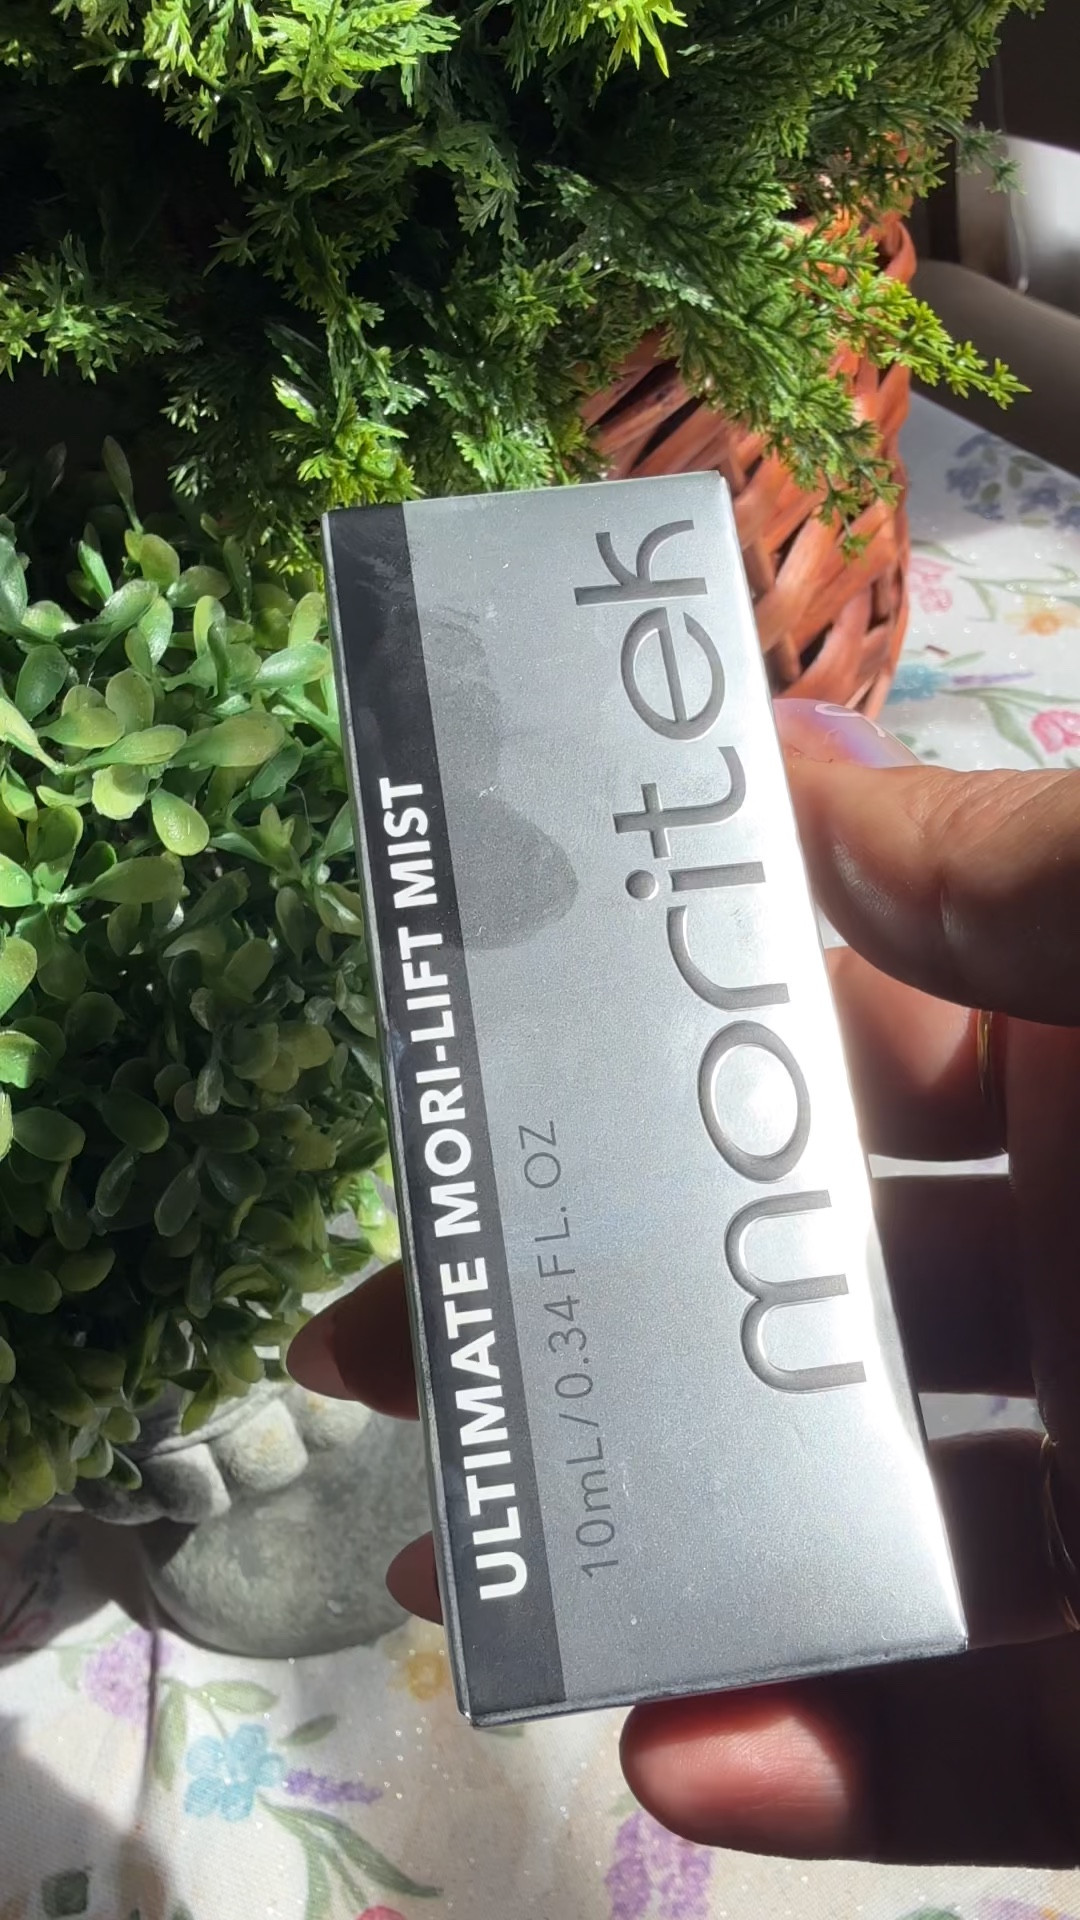 moritek
10mL/0.34 FL. OZ
ULTIMATE MORI-LIFT MIST